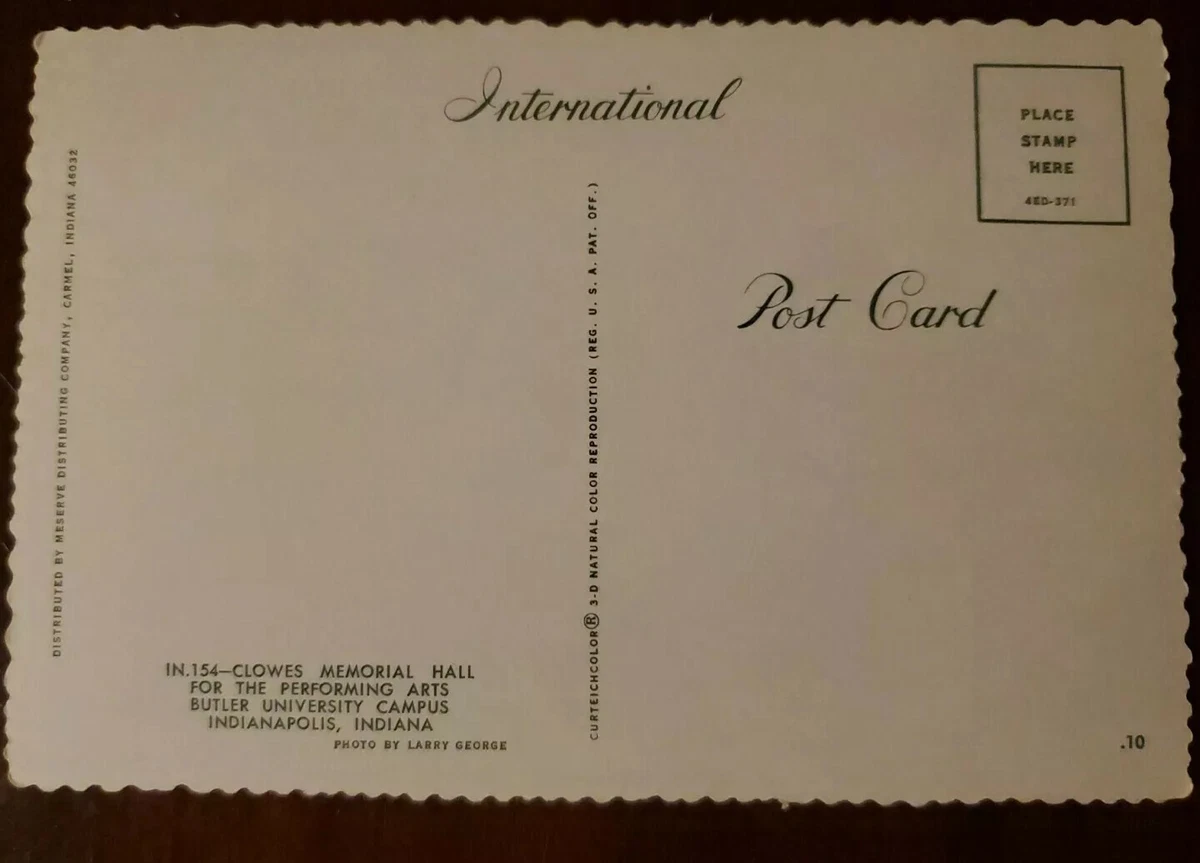 International
PLACE
STAMP
HERE
4ED-371
Post Card
DISTRIBUTED BY MESERVE DISTRIBUTING COMPANY, CARMEL, INDIANA 46032
CURTEICHCOLOR® 3-D NATURAL COLOR REPRODUCTION (REG. U. S. A. PAT. OFF.)
IN.154—CLOWES MEMORIAL HALL
FOR THE PERFORMING ARTS
BUTLER UNIVERSITY CAMPUS
INDIANAPOLIS, INDIANA
PHOTO BY LARRY GEORGE
.10